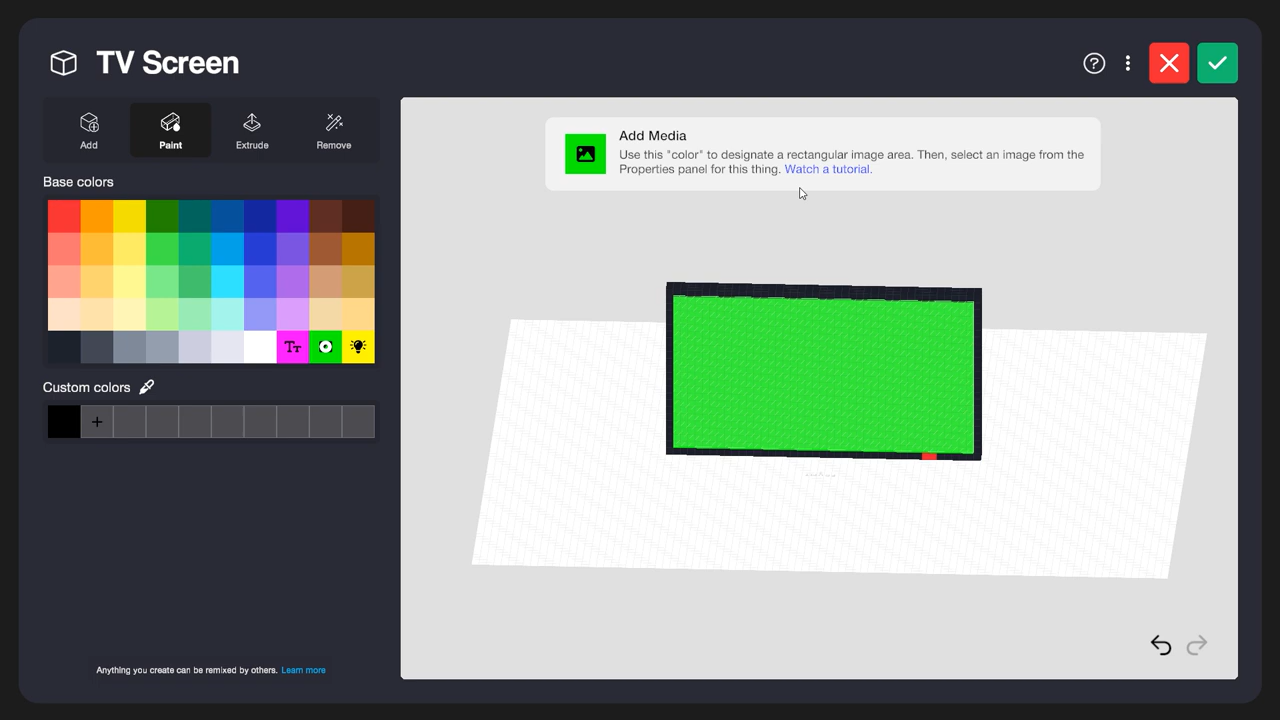 TV Screen
Add
Paint
Extrude
Remove
Base colors
TT
Custom colors
+
Anything you create can be remixed by others. Learn more
Add Media
Use this "color" to designate a rectangular image area. Then, select an image from the
Properties panel for this thing. Watch a tutorial.